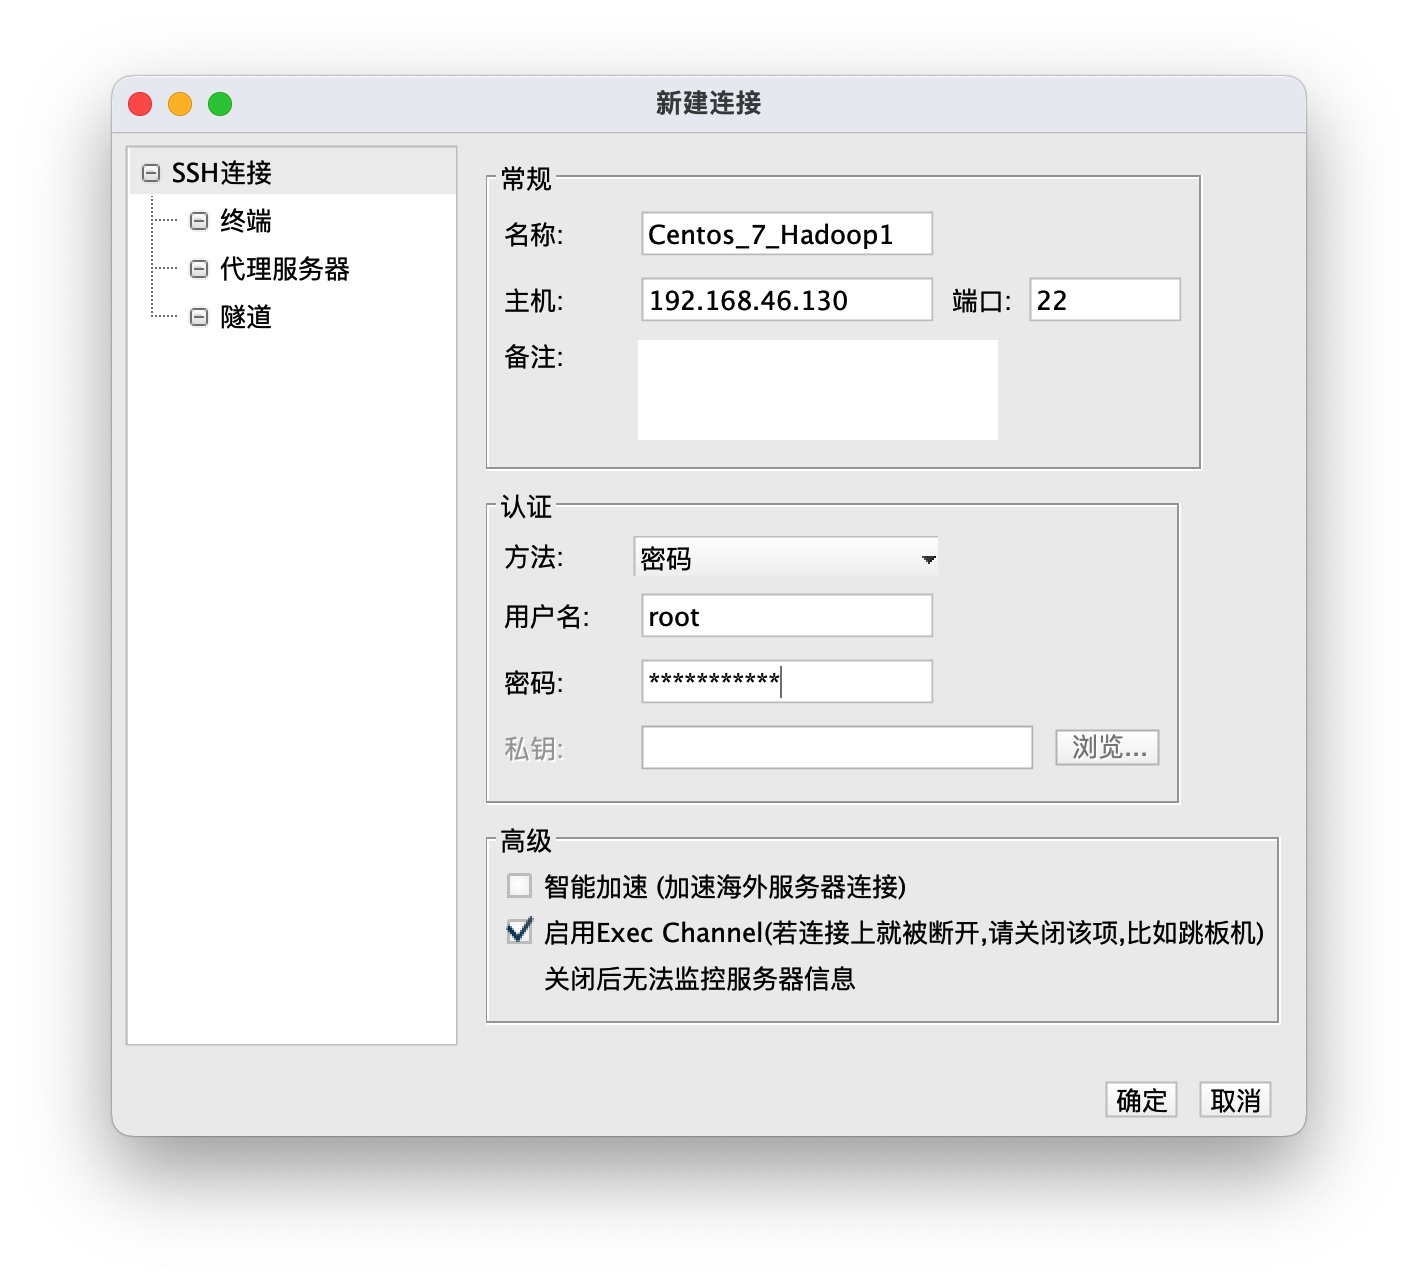 新建连接
SSH连接
终端
代理服务器
隧道
常规
名称: Centos_7_Hadoop1
主机: 192.168.46.130 端口: 22
备注:
认证
方法: 密码
用户名: root
密码: ***********
私钥: 浏览...
高级
智能加速 (加速海外服务器连接)
启用Exec Channel(若连接上就被断开,请关闭该项,比如跳板机)
关闭后无法监控服务器信息
确定 取消